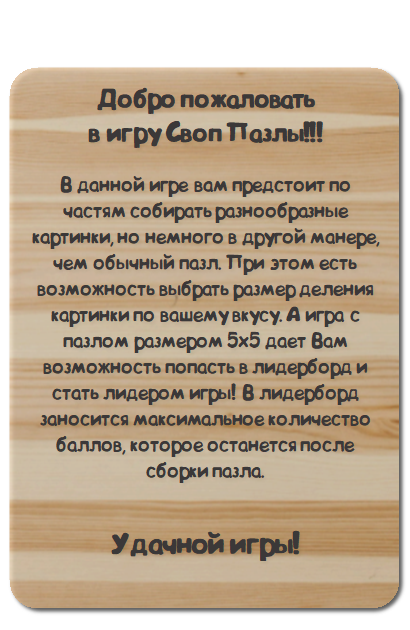 Добро пожаловать
в игру Своп Пазлы!!!
В данной игре вам предстоит по
частям собирать разнообразные
картинки, но немного в другой манере,
чем обычный пазл. При этом есть
возможность выбрать размер деления
картинки по вашему вкусу. А игра с
пазлом размером 5х5 дает Вам
возможность попасть в лидерборд и
стать лидером игры! В лидерборд
заносится максимальное количество
баллов, которое останется после
сборки пазла.
Удачной игры!